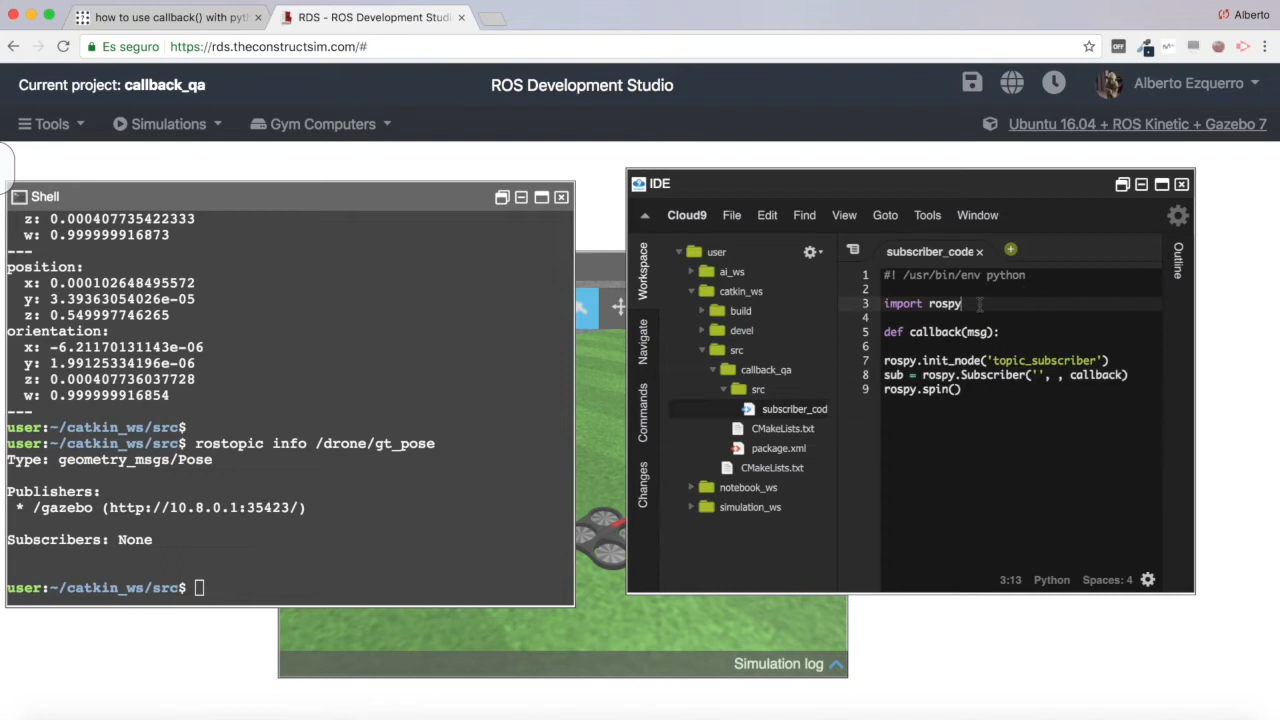 how to use callback() with pyth
RDS - ROS Development Studio
Alberto
Es seguro
https://rds.theconstructsim.com/#
OFF
Current project: callback_qa
ROS Development Studio
Alberto Ezquerro
Tools
Simulations
Gym Computers
Ubuntu 16.04 + ROS Kinetic + Gazebo 7
Shell
z: 0.000407735422333
w: 0.999999916873
---
position:
x: 0.000102648495572
y: 3.39363054026e-05
z: 0.549997746265
orientation:
x: -6.21170131143e-06
y: 1.99125334196e-06
z: 0.000407736037728
w: 0.999999916854
---
user:~/catkin_ws/src$
user:~/catkin_ws/src$ rostopic info /drone/gt_pose
Type: geometry_msgs/Pose
Publishers:
* /gazebo (http://10.8.0.1:35423/)
Subscribers: None
user:~/catkin_ws/src$
IDE
Cloud9 File Edit Find View Goto Tools Window
Workspace
Navigate
Commands
Changes
user
ai_ws
catkin_ws
build
devel
src
callback_qa
src
subscriber_cod
CMakeLists.txt
package.xml
CMakeLists.txt
notebook_ws
simulation_ws
subscriber_code
1 #! /usr/bin/env python
2
3 import rospy
4
5 def callback(msg):
6
7 rospy.init_node('topic_subscriber')
8 sub = rospy.Subscriber('', , callback)
9 rospy.spin()
Outline
3:13 Python Spaces: 4
Simulation log